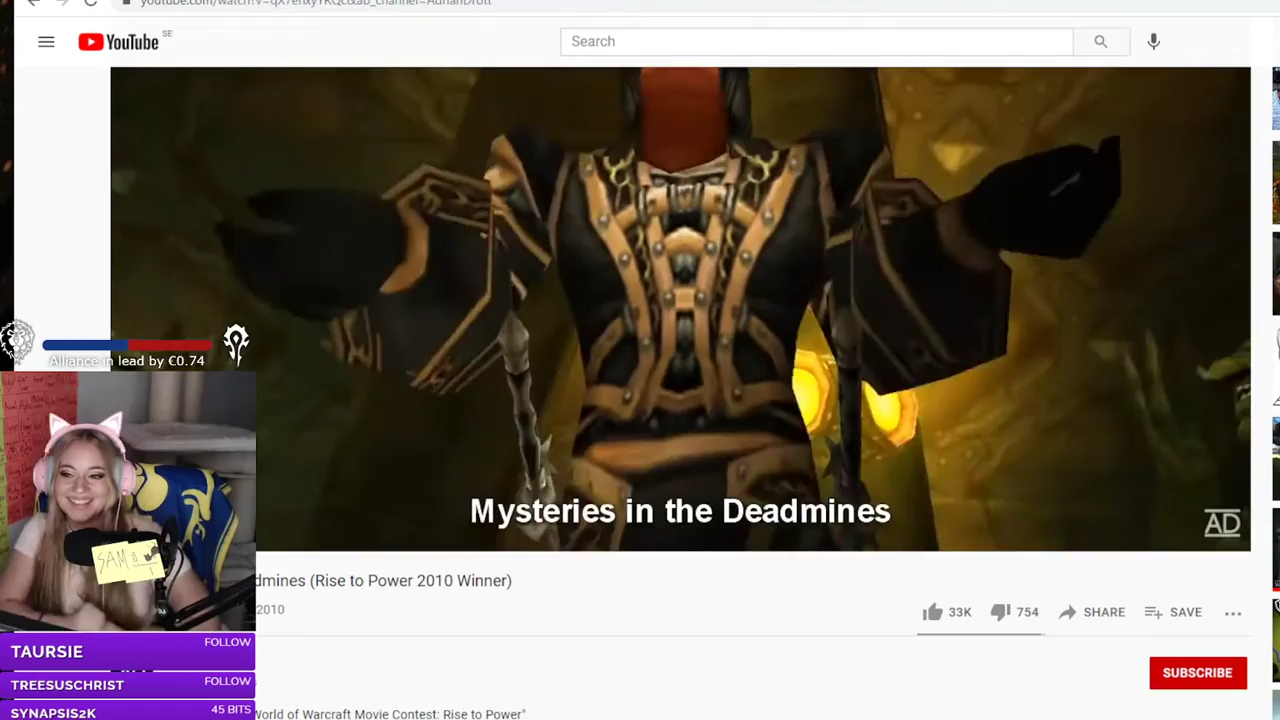 YouTube SE
Search
Mysteries in the Deadmines
AD
Alliance in lead by €0.74
SAM
dmines (Rise to Power 2010 Winner)
2010
33K
754
SHARE
SAVE
SUBSCRIBE
TAURSIE FOLLOW
TREESUSCHRIST FOLLOW
SYNAPSIS2K 45 BITS
World of Warcraft Movie Contest: Rise to Power"